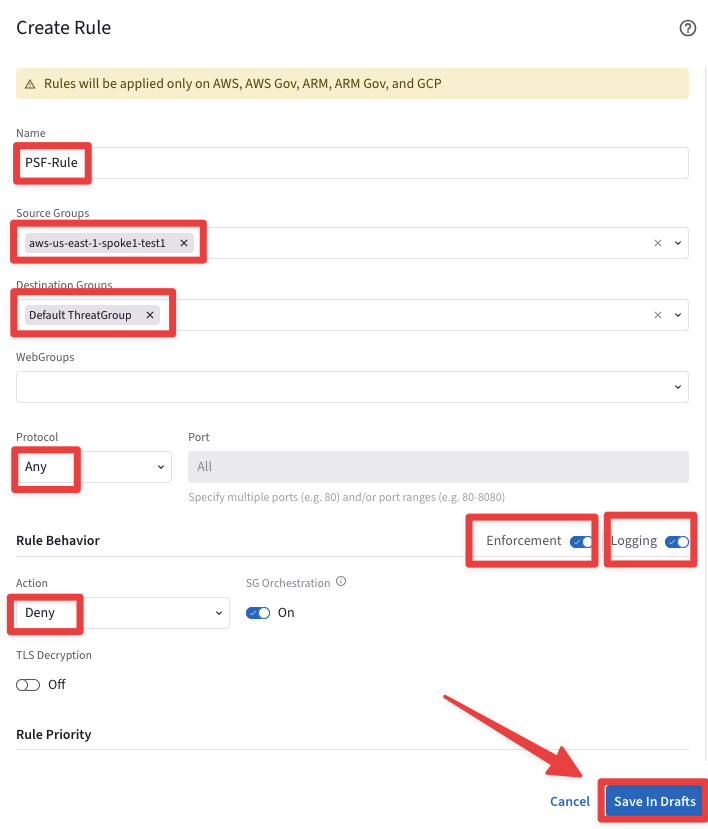 Create Rule
Rules will be applied only on AWS, AWS Gov, ARM, ARM Gov, and GCP
Name
PSF-Rule
Source Groups
aws-us-east-1-spoke1-test1
Destination Groups
Default ThreatGroup
WebGroups
Protocol Port
Any All
Specify multiple ports (e.g. 80) and/or port ranges (e.g. 80-8080)
Rule Behavior Enforcement Logging
Action SG Orchestration
Deny On
TLS Decryption
Off
Rule Priority
Cancel Save In Drafts